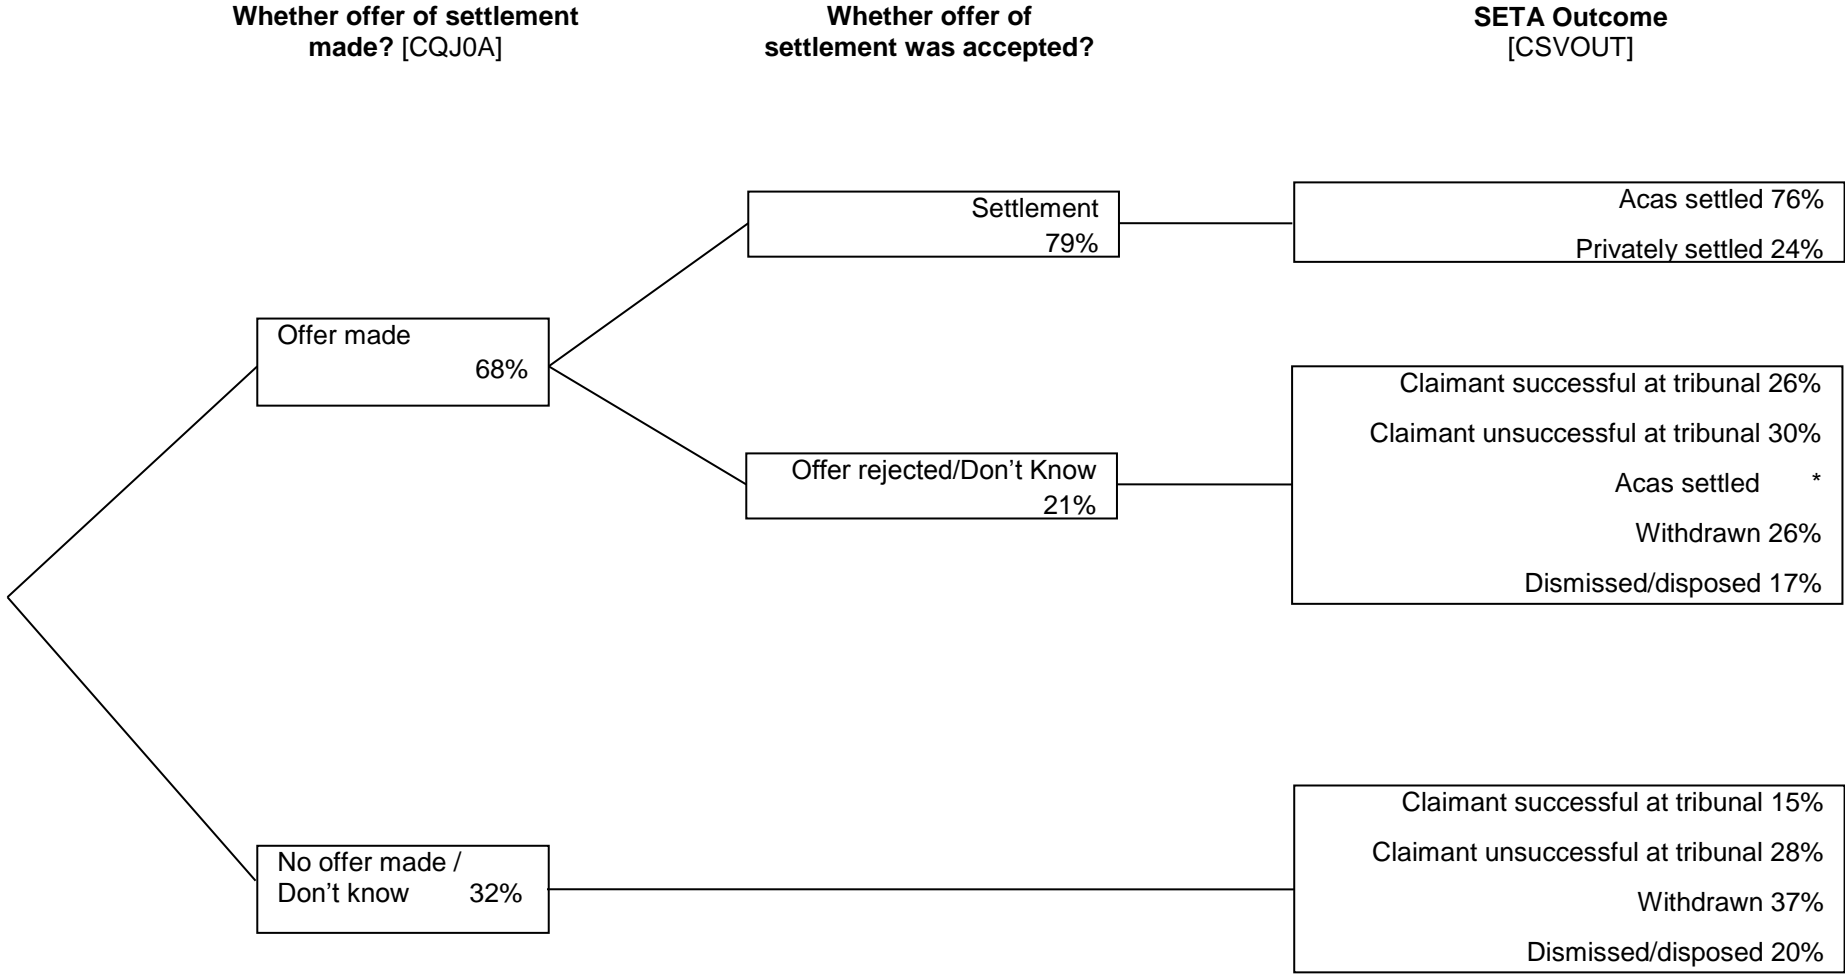 Whether offer of settlement
made? [CQJ0A]
Whether offer of
settlement was accepted?
SETA Outcome
[CSVOUT]
Settlement
79%
Acas settled 76%
Privately settled 24%
Offer made
68%
Offer rejected/Don’t Know
21%
Claimant successful at tribunal 26%
Claimant unsuccessful at tribunal 30%
Acas settled *
Withdrawn 26%
Dismissed/disposed 17%
No offer made /
Don’t know 32%
Claimant successful at tribunal 15%
Claimant unsuccessful at tribunal 28%
Withdrawn 37%
Dismissed/disposed 20%